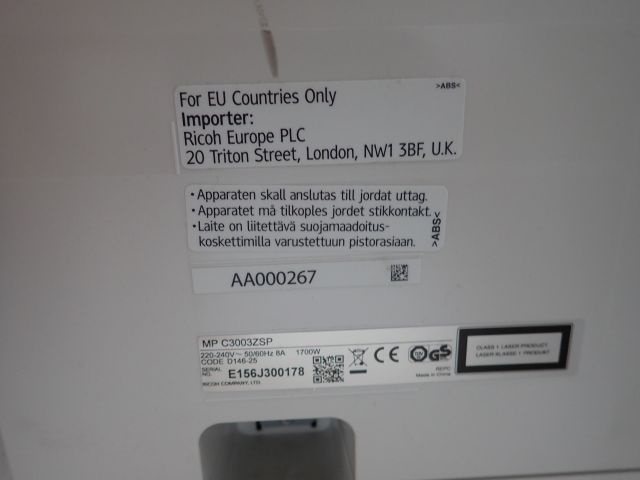 >ABS<
For EU Countries Only
Importer:
Ricoh Europe PLC
20 Triton Street, London, NW1 3BF, U.K.
• Apparaten skall anslutas till jordat uttag.
• Apparatet må tilkoples jordet stikkontakt.
• Laite on liitettävä suojamaadoitus-
koskettimilla varustettuun pistorasiaan.
>ABS<
AA000267
MP C3003ZSP
220-240V~ 50/60Hz 8A 1700W
CODE D146-25
SERIAL NO. E156J300178
RICOH COMPANY, LTD.
CE
GS
REPC
Made in China
CLASS 1 LASER PRODUCT
LASER KLASSE 1 PRODUKT